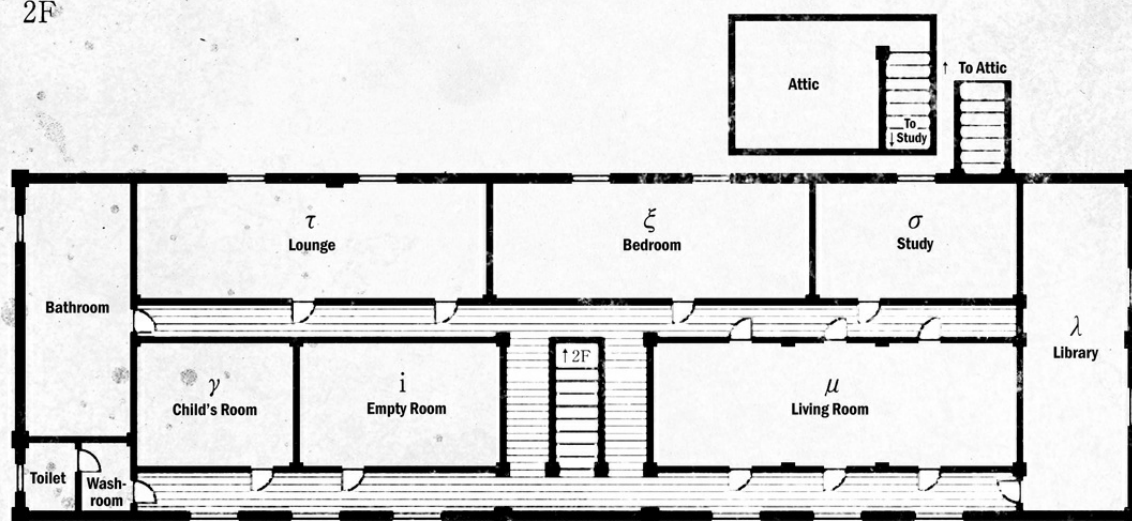 2F
Attic
↑ To Attic
To
↓ Study
τ
Lounge
ξ
Bedroom
σ
Study
Bathroom
λ
Library
↑2F
γ
Child's Room
i
Empty Room
μ
Living Room
Toilet
Wash-
room